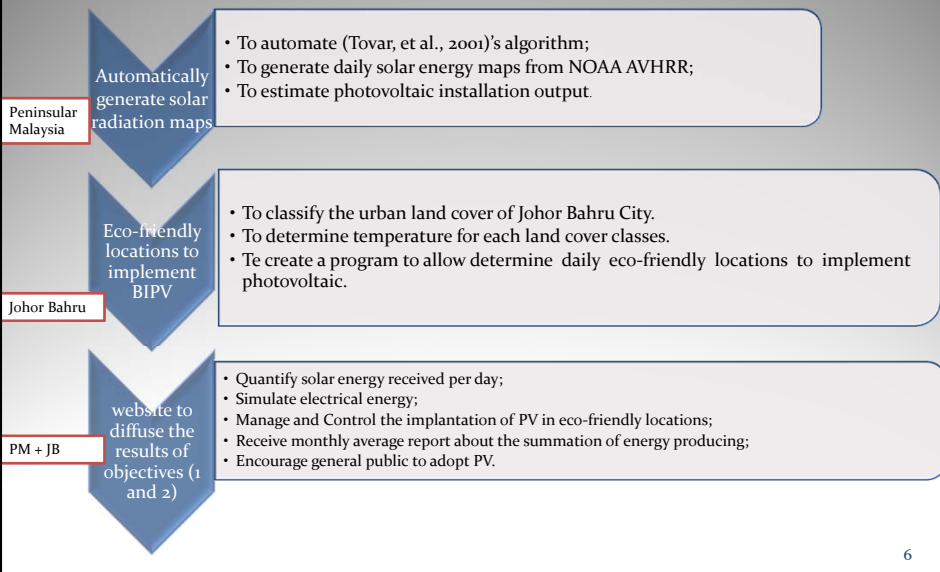 Peninsular
Malaysia
Automatically
generate solar
radiation maps
• To automate (Tovar, et al., 2001)'s algorithm;
• To generate daily solar energy maps from NOAA AVHRR;
• To estimate photovoltaic installation output.
Johor Bahru
Eco-friendly
locations to
implement
BIPV
• To classify the urban land cover of Johor Bahru City.
• To determine temperature for each land cover classes.
• Te create a program to allow determine daily eco-friendly locations to implement
photovoltaic.
PM + JB
website to
diffuse the
results of
objectives (1
and 2)
• Quantify solar energy received per day;
• Simulate electrical energy;
• Manage and Control the implantation of PV in eco-friendly locations;
• Receive monthly average report about the summation of energy producing;
• Encourage general public to adopt PV.
6